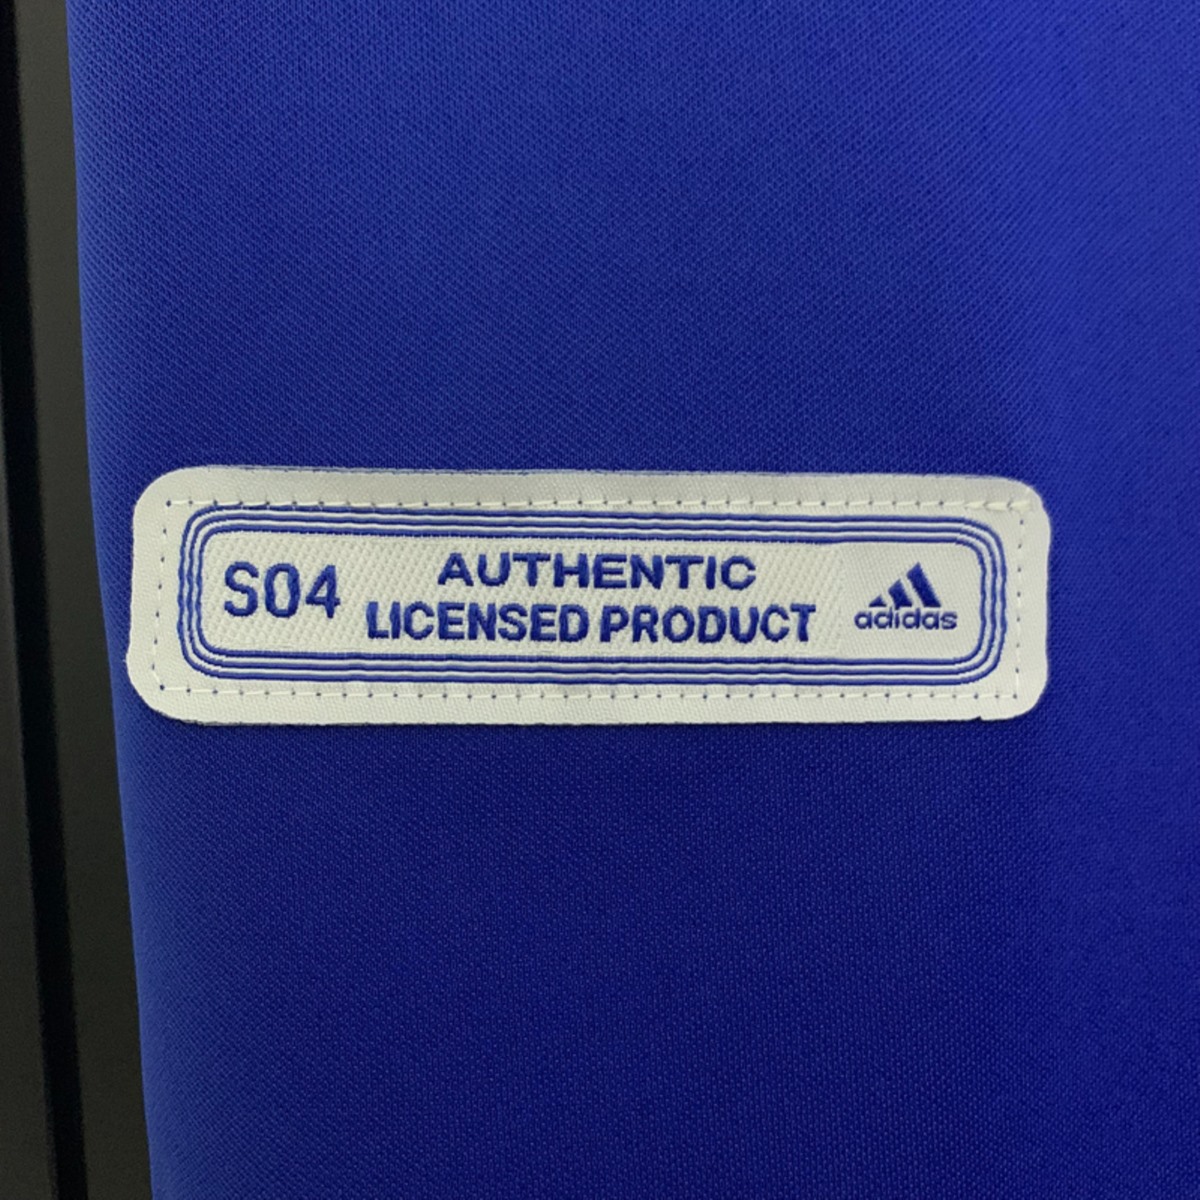 S04
AUTHENTIC
LICENSED PRODUCT
adidas